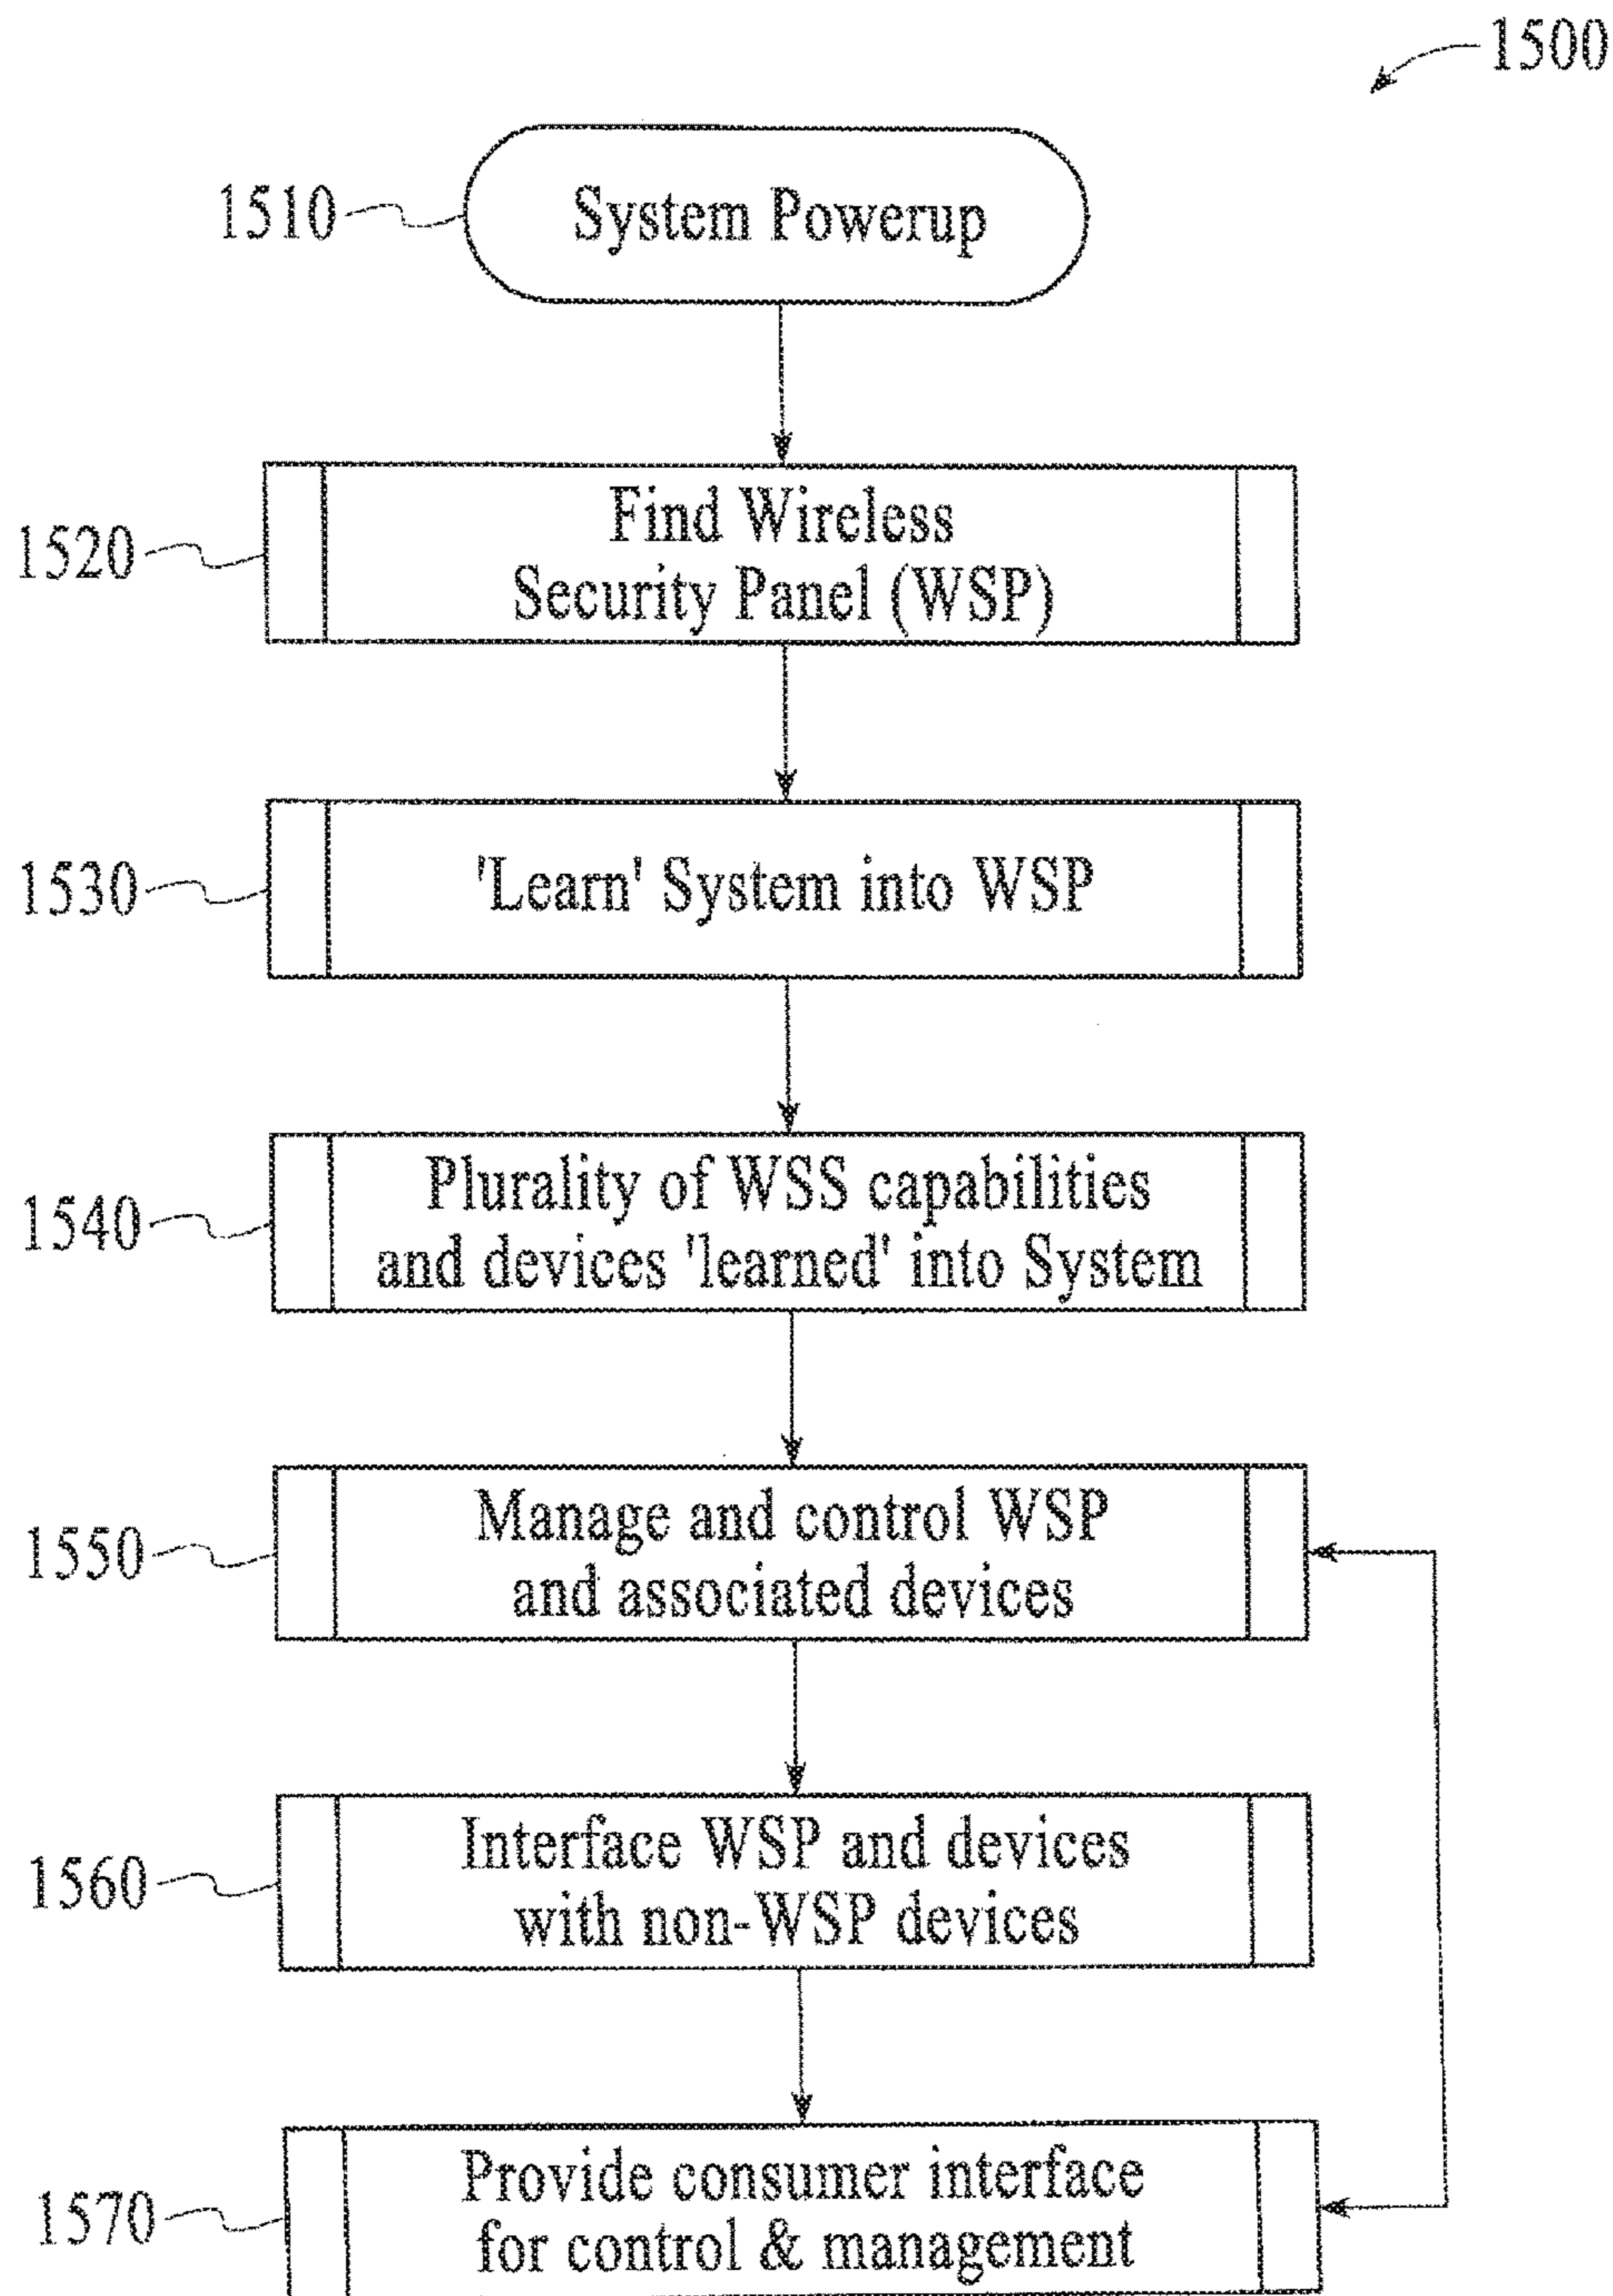 1500
1510
System Powerup
1520
Find Wireless
Security Panel (WSP)
1530
'Learn' System into WSP
1540
Plurality of WSS capabilities
and devices 'learned' into System
1550
Manage and control WSP
and associated devices
1560
Interface WSP and devices
with non-WSP devices
1570
Provide consumer interface
for control & management